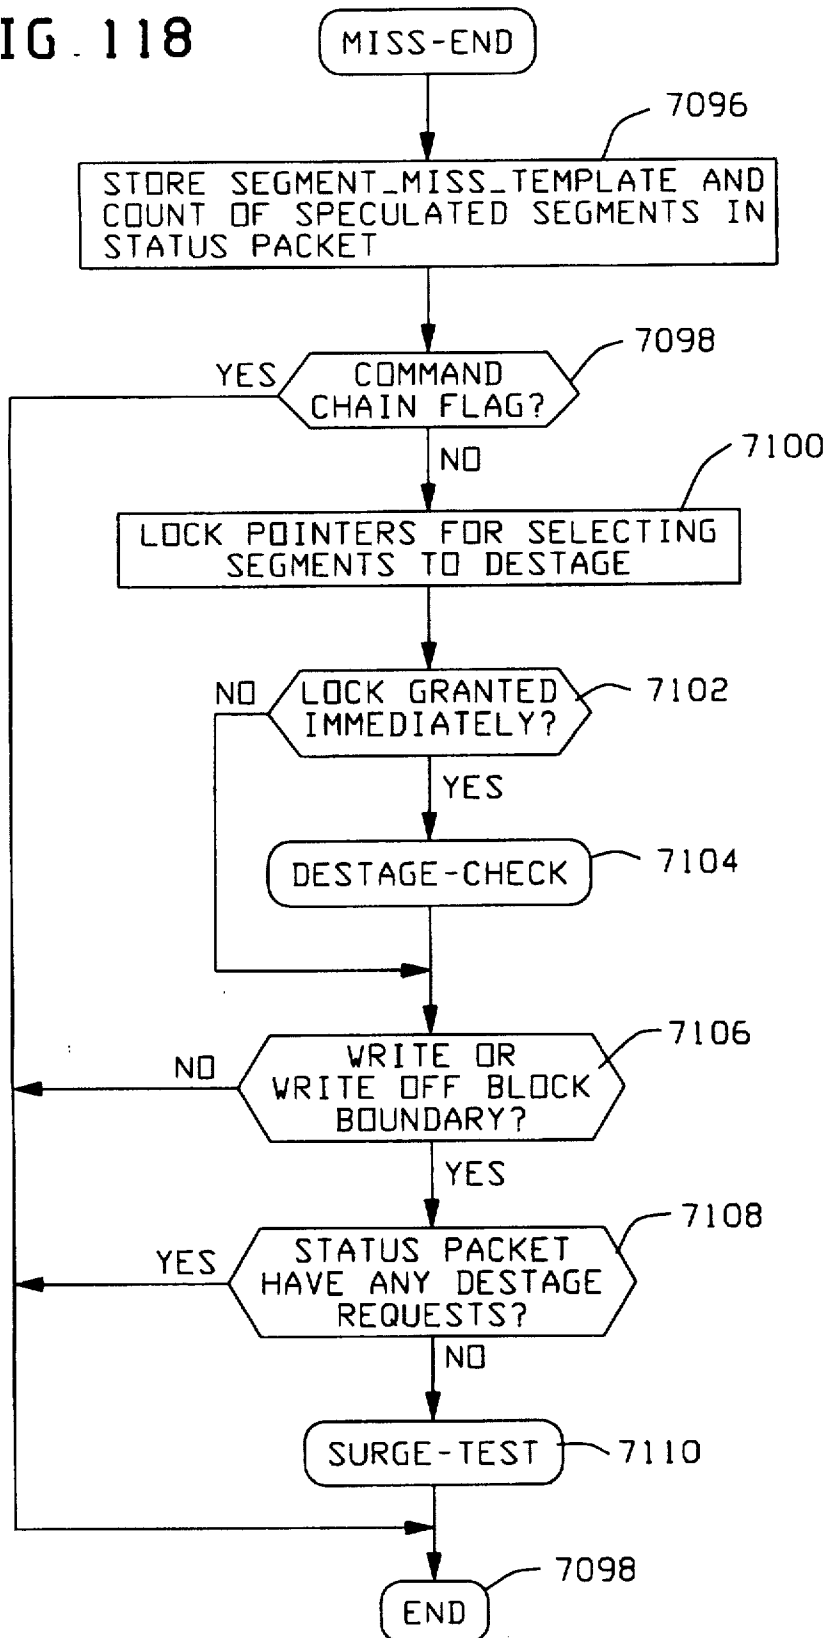 IG. 118
MISS-END
7096
STORE SEGMENT_MISS_TEMPLATE AND
COUNT OF SPECULATED SEGMENTS IN
STATUS PACKET
7098
YES
COMMAND
CHAIN FLAG?
NO
7100
LOCK POINTERS FOR SELECTING
SEGMENTS TO DESTAGE
NO
LOCK GRANTED
IMMEDIATELY?
7102
YES
DESTAGE-CHECK
7104
7106
NO
WRITE OR
WRITE OFF BLOCK
BOUNDARY?
YES
7108
YES
STATUS PACKET
HAVE ANY DESTAGE
REQUESTS?
NO
SURGE-TEST
7110
7098
END